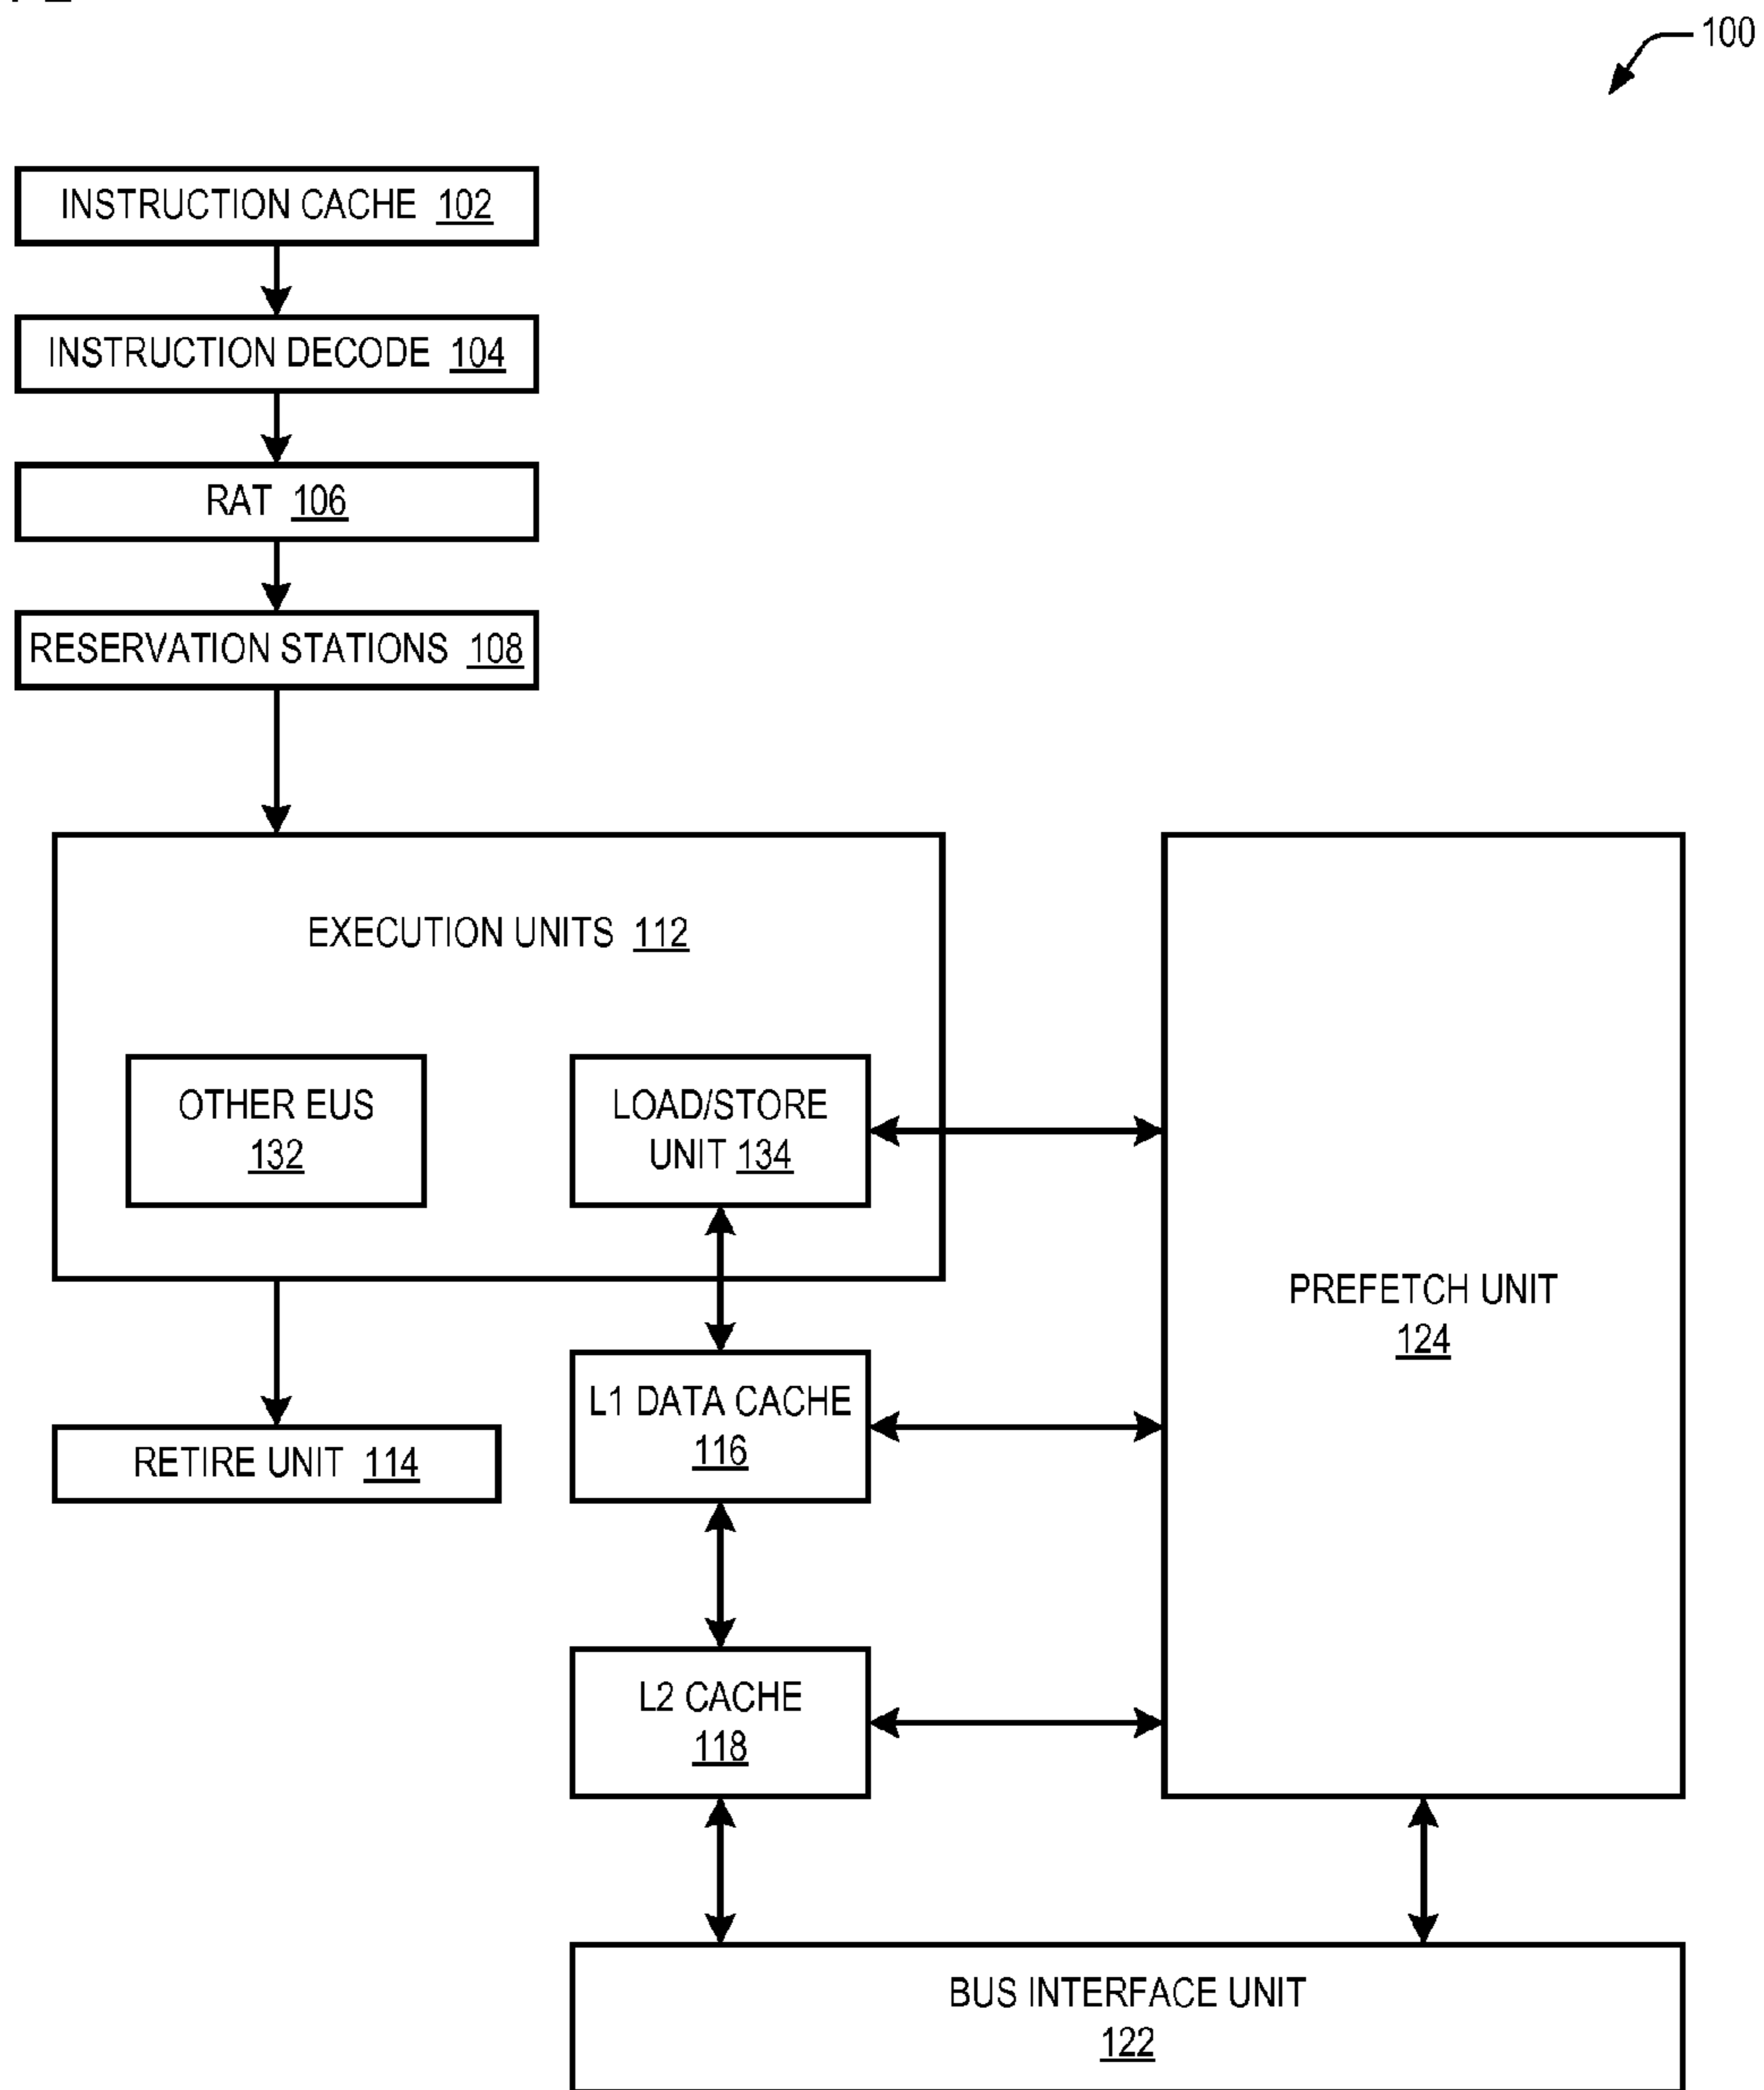 100
INSTRUCTION CACHE 102
INSTRUCTION DECODE 104
RAT 106
RESERVATION STATIONS 108
EXECUTION UNITS 112
OTHER EUS
132
LOAD/STORE
UNIT 134
PREFETCH UNIT
124
L1 DATA CACHE
116
RETIRE UNIT 114
L2 CACHE
118
BUS INTERFACE UNIT
122